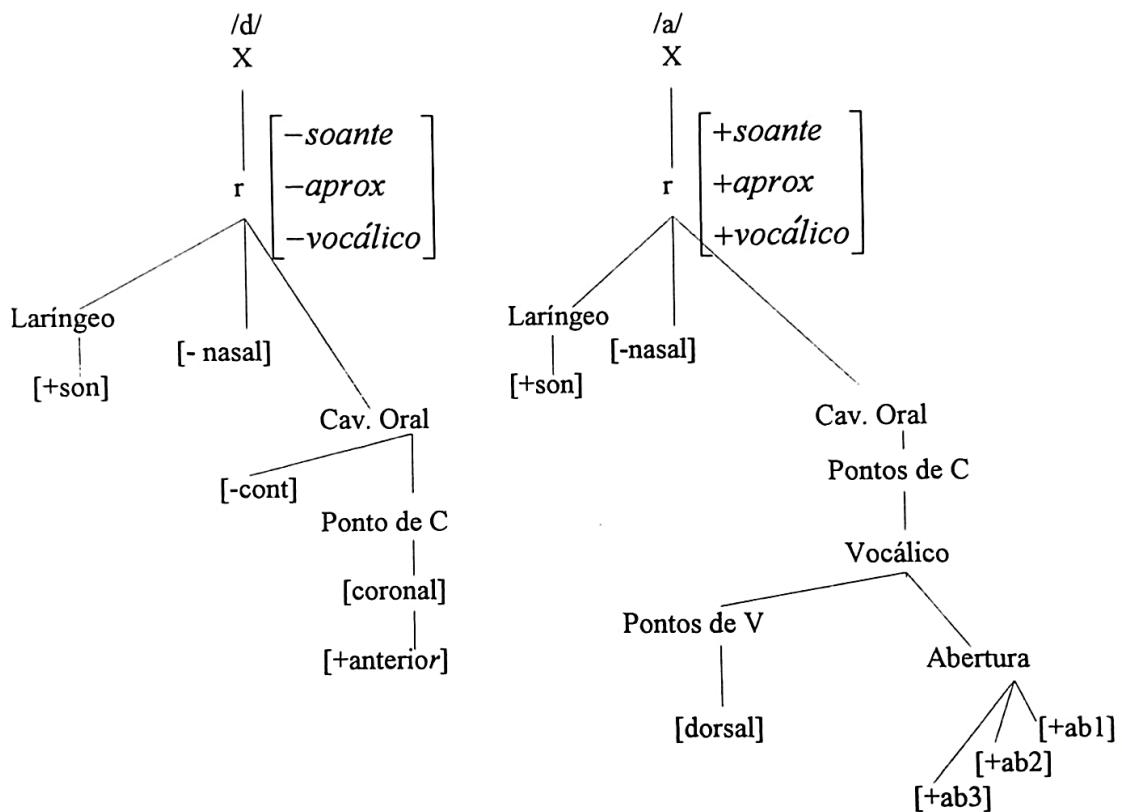 /d/
X
r
−soante
−aprox
−vocálico
Laríngeo
[+son]
[- nasal]
Cav. Oral
[-cont]
Ponto de C
[coronal]
[+anterior]
/a/
X
r
+soante
+aprox
+vocálico
Laríngeo
[+son]
[-nasal]
Cav. Oral
Pontos de C
Vocálico
Pontos de V
[dorsal]
Abertura
[+ab1]
[+ab2]
[+ab3]